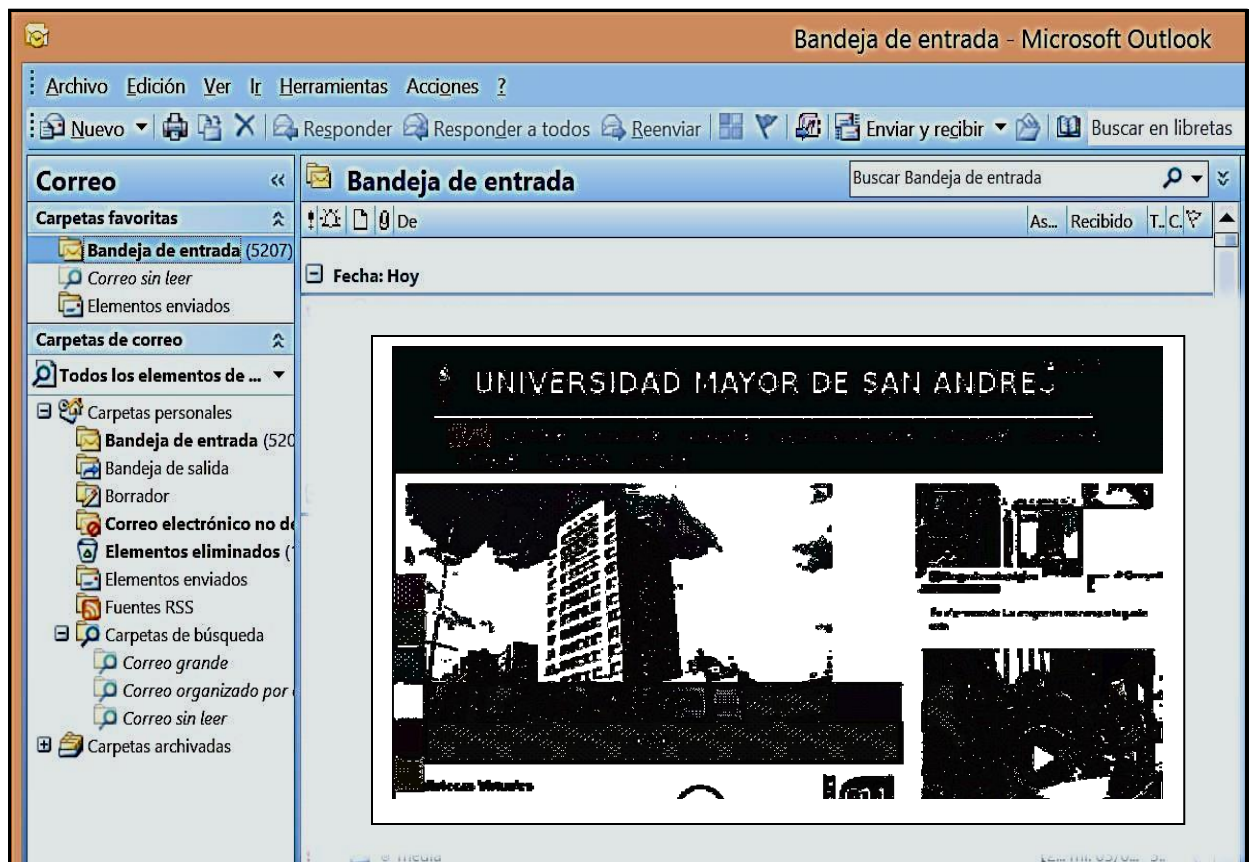 Bandeja de entrada - Microsoft Outlook
Archivo Edición Ver Ir Herramientas Acciones ?
Nuevo Responder Responder a todos Reenviar Enviar y recibir Buscar en libretas
Correo «
Bandeja de entrada
Buscar Bandeja de entrada
Carpetas favoritas
De As... Recibido T.. C.
Bandeja de entrada (5207)
Correo sin leer
Elementos enviados
Fecha: Hoy
Carpetas de correo
Todos los elementos de ...
Carpetas personales
Bandeja de entrada (520
Bandeja de salida
Borrador
Correo electrónico no de
Elementos eliminados (
Elementos enviados
Fuentes RSS
Carpetas de búsqueda
Correo grande
Correo organizado por
Correo sin leer
Carpetas archivadas
UNIVERSIDAD MAYOR DE SAN ANDRES
Virtuales